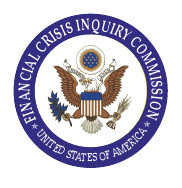 FINANCIAL CRISIS INQUIRY COMMISSION
UNITED STATES OF AMERICA